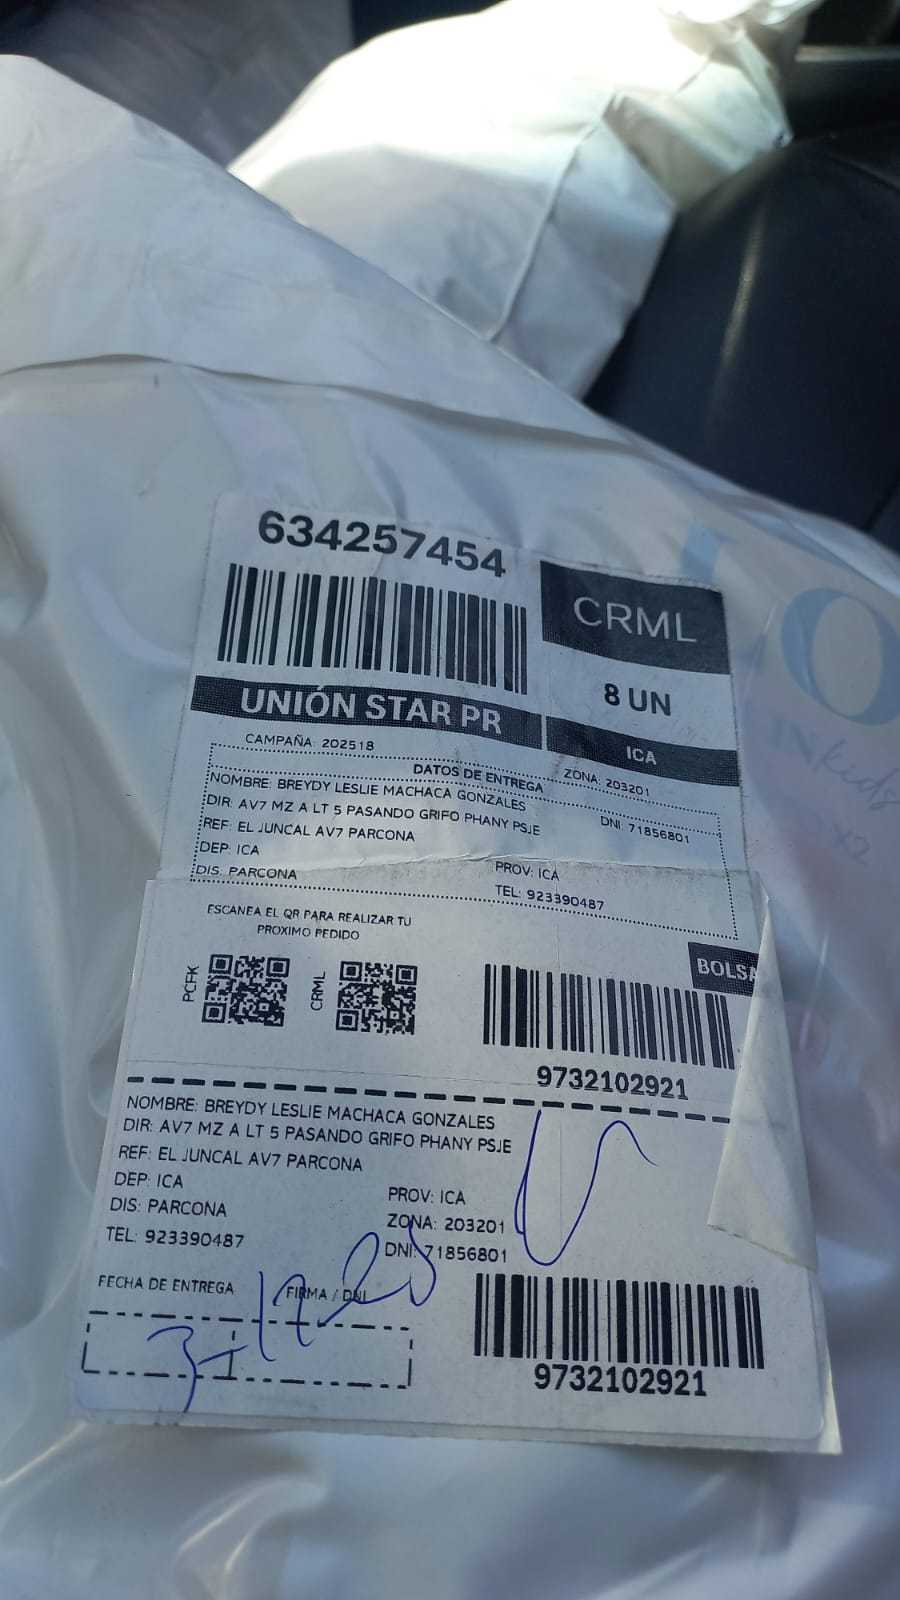 634257454
CRML
8 UN
UNIÓN STAR PR
ICA
CAMPAÑA: 202518
ZONA: 203201
DATOS DE ENTREGA
NOMBRE: BREYDY LESLIE MACHACA GONZALES
DNI: 71856801
DIR: AV7 MZ A LT 5 PASANDO GRIFO PHANY PSJE
REF: EL JUNCAL AV7 PARCONA
DEP: ICA
PROV: ICA
DIS: PARCONA
TEL: 923390487
ESCANEA EL QR PARA REALIZAR TU
PROXIMO PEDIDO
PCFK
CRML
BOLSA
9732102921
NOMBRE: BREYDY LESLIE MACHACA GONZALES
DIR: AV7 MZ A LT 5 PASANDO GRIFO PHANY PSJE
REF: EL JUNCAL AV7 PARCONA
DEP: ICA
PROV: ICA
DIS: PARCONA
ZONA: 203201
TEL: 923390487
DNI: 71856801
FECHA DE ENTREGA
FIRMA / DNI
9732102921